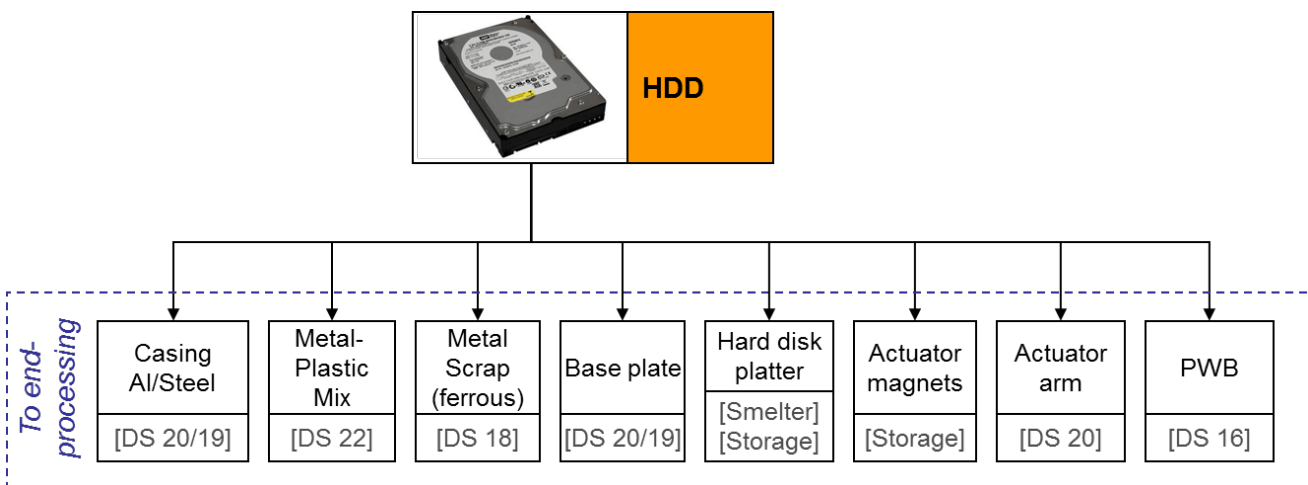 HDD
To end-
processing
Casing
Al/Steel
[DS 20/19]
Metal-
Plastic
Mix
[DS 22]
Metal
Scrap
(ferrous)
[DS 18]
Base plate
[DS 20/19]
Hard disk
platter
[Smelter]
[Storage]
Actuator
magnets
[Storage]
Actuator
arm
[DS 20]
PWB
[DS 16]